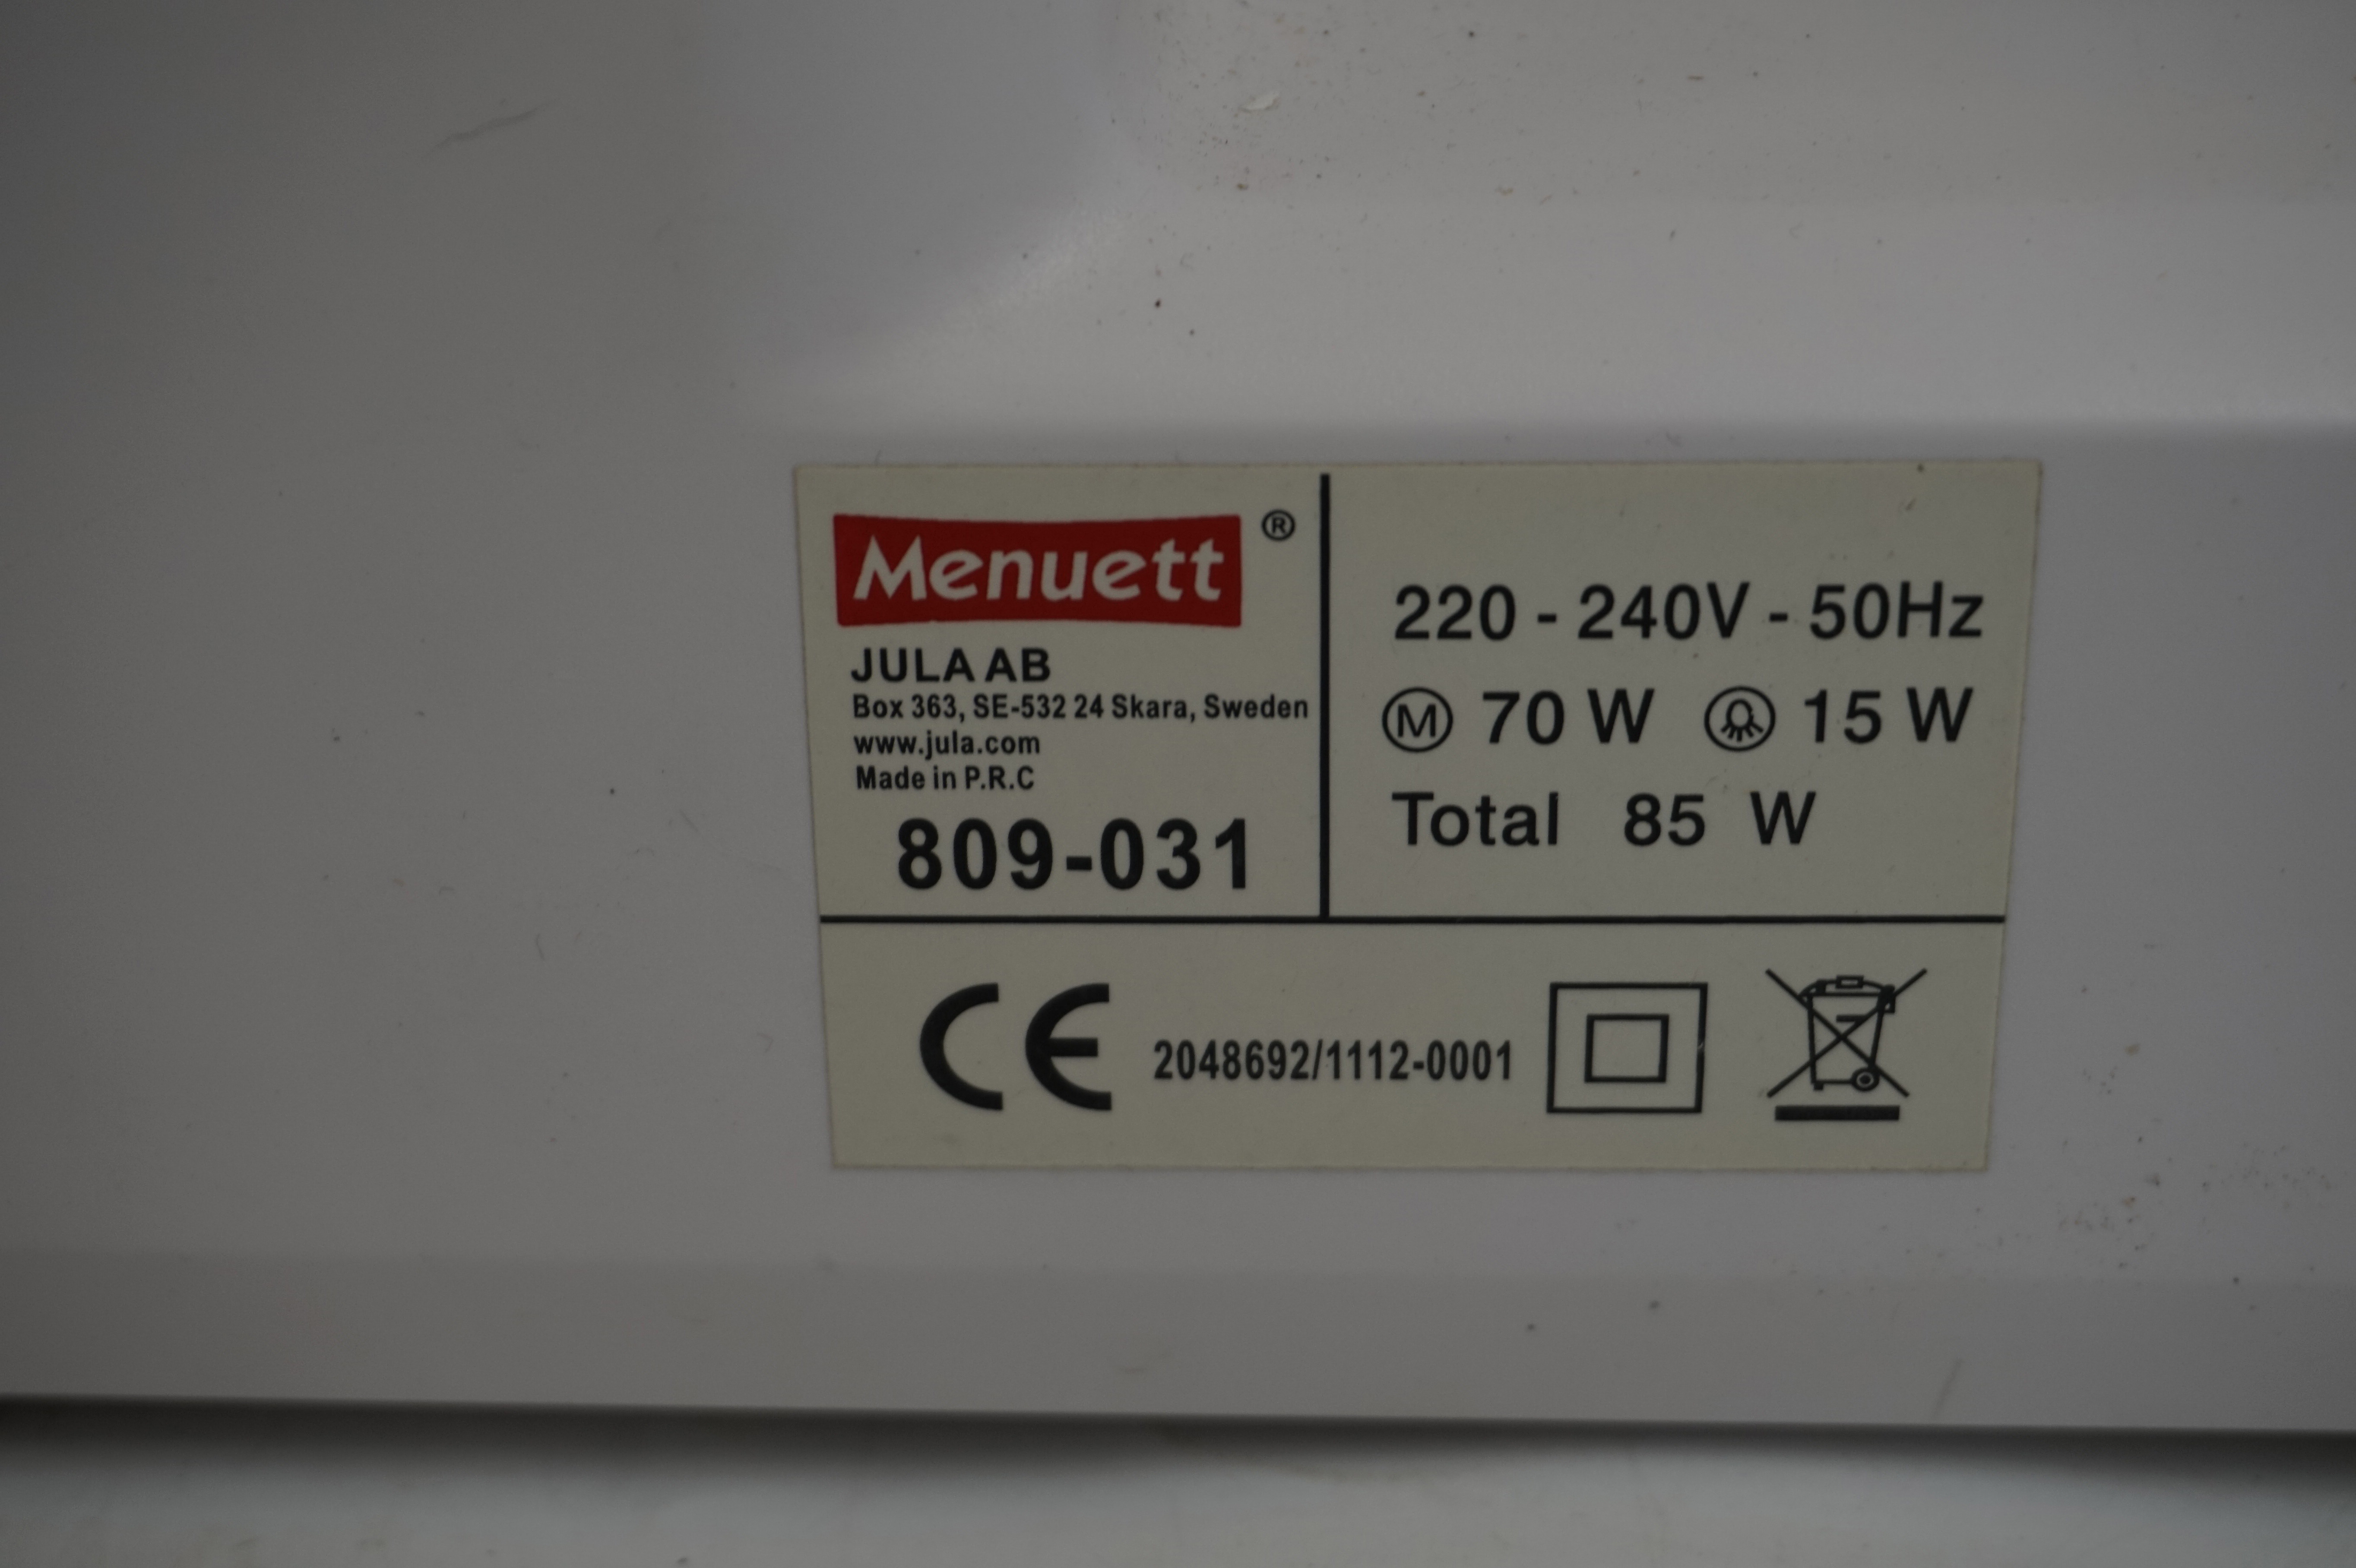 Menuett ®
JULA AB
Box 363, SE-532 24 Skara, Sweden
www.jula.com
Made in P.R.C
809-031
220 - 240V - 50Hz
M 70 W 15 W
Total 85 W
CE 2048692/1112-0001